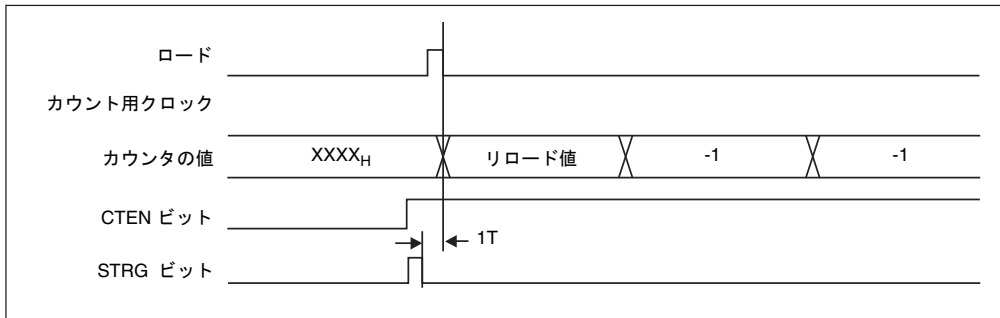 ロード
カウント用クロック
カウンタの値 XXXXH リロード値 -1 -1
CTEN ビット
1T
STRG ビット